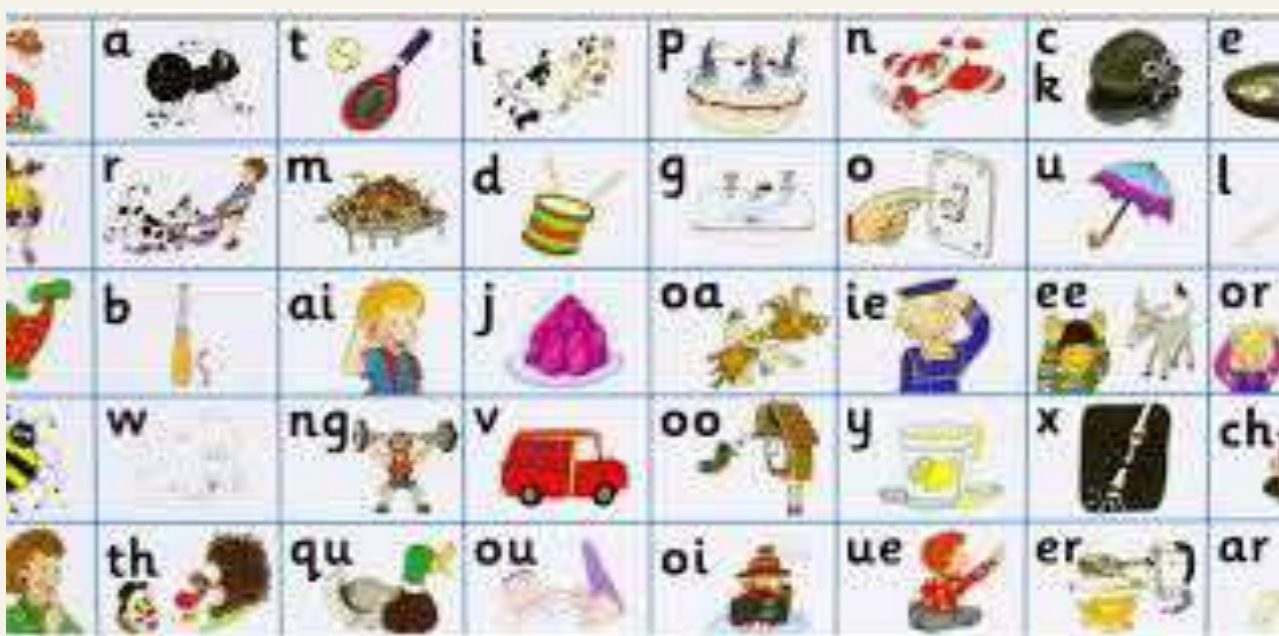 a t i p n c k e
r m d g o u l
b ai j oa ie ee or
w ng v oo y x ch
th qu ou oi ue er ar